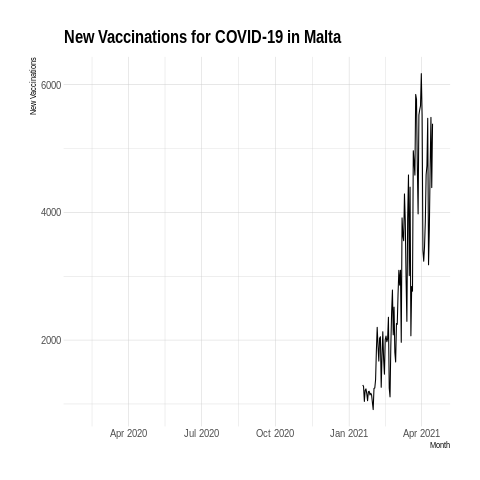 New Vaccinations for COVID-19 in Malta
New Vaccinations
6000
4000
2000
Apr 2020 Jul 2020 Oct 2020 Jan 2021 Apr 2021
Month